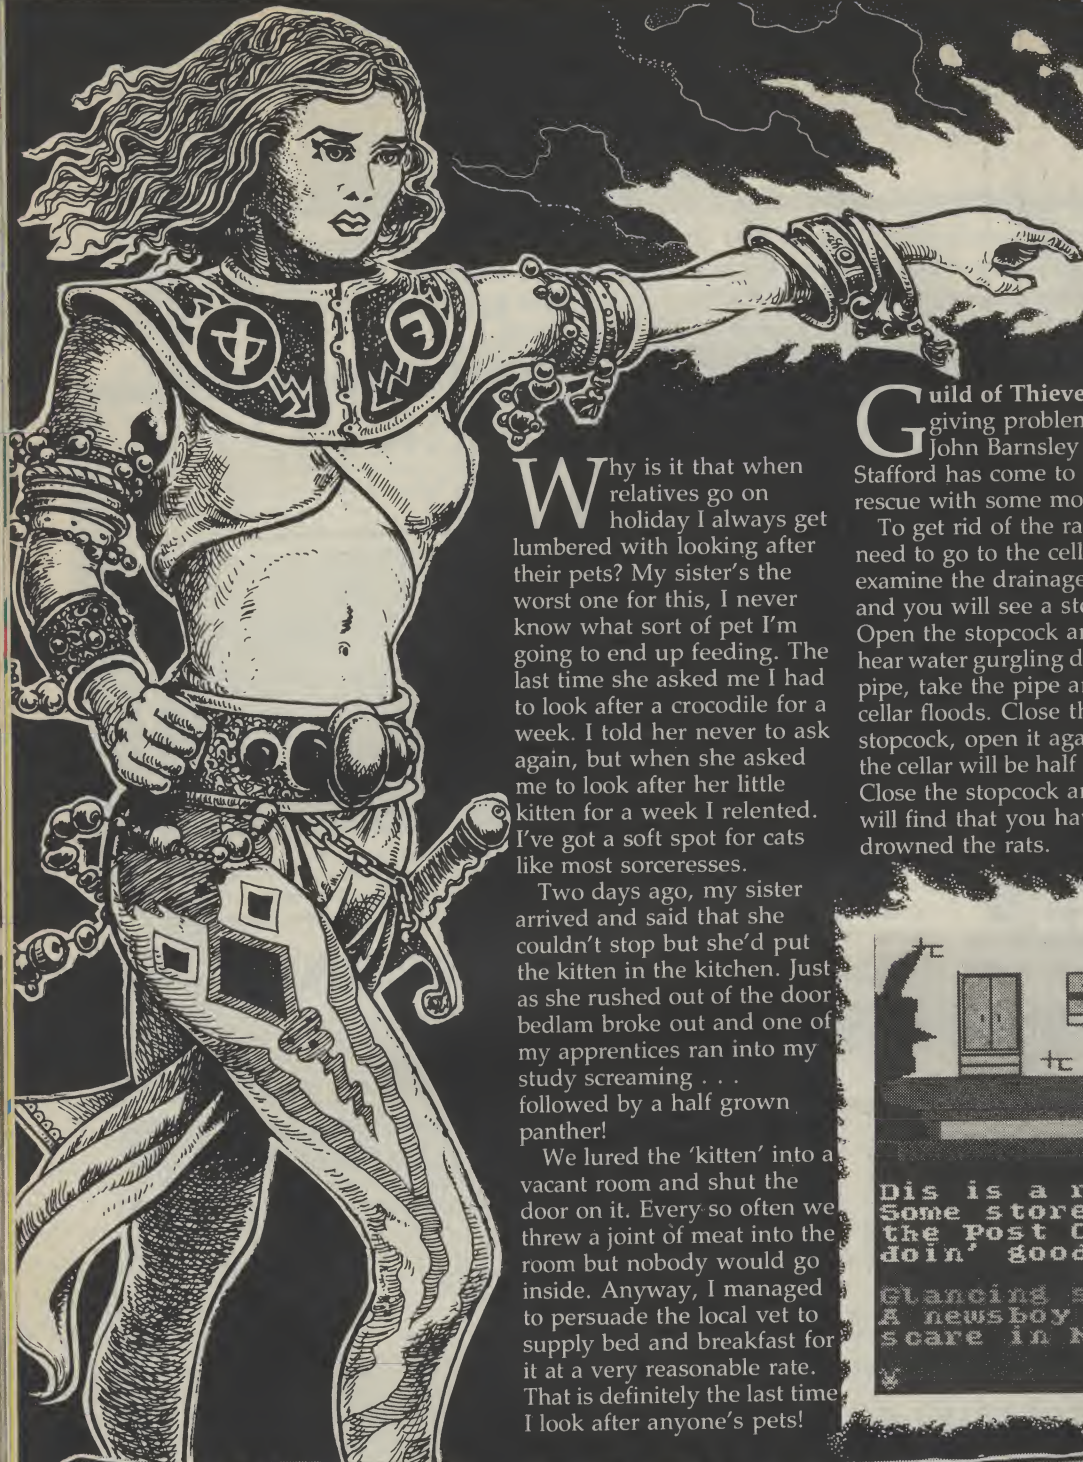 Why is it that when
relatives go on
holiday I always get
lumbered with looking after
their pets? My sister's the
worst one for this, I never
know what sort of pet I'm
going to end up feeding. The
last time she asked me I had
to look after a crocodile for a
week. I told her never to ask
again, but when she asked
me to look after her little
kitten for a week I relented.
I've got a soft spot for cats
like most sorceresses.
Two days ago, my sister
arrived and said that she
couldn't stop but she'd put
the kitten in the kitchen. Just
as she rushed out of the door
bedlam broke out and one of
my apprentices ran into my
study screaming . . .
followed by a half grown
panther!
We lured the 'kitten' into a
vacant room and shut the
door on it. Every so often we
threw a joint of meat into the
room but nobody would go
inside. Anyway, I managed
to persuade the local vet to
supply bed and breakfast for
it at a very reasonable rate.
That is definitely the last time
I look after anyone's pets!
Guild of Thieve
giving problem
John Barnsley
Stafford has come to
rescue with some mo
To get rid of the ra
need to go to the cell
examine the drainage
and you will see a sto
Open the stopcock an
hear water gurgling d
pipe, take the pipe an
cellar floods. Close th
stopcock, open it aga
the cellar will be half
Close the stopcock an
will find that you hav
drowned the rats.
Dis is a
Some store
the Post
doin' good
Glancing s
A newsboy
scare in